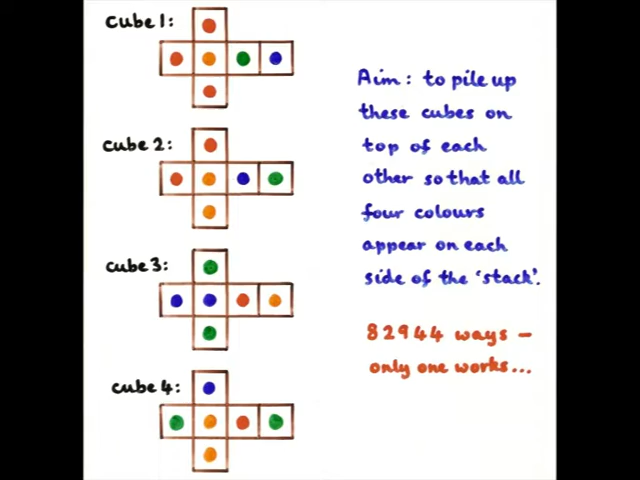 Cube 1:
Cube 2:
Cube 3:
Cube 4:
Aim: to pile up
these cubes on
top of each
other so that all
four colours
appear on each
side of the 'stack'.
82944 ways –
only one works...